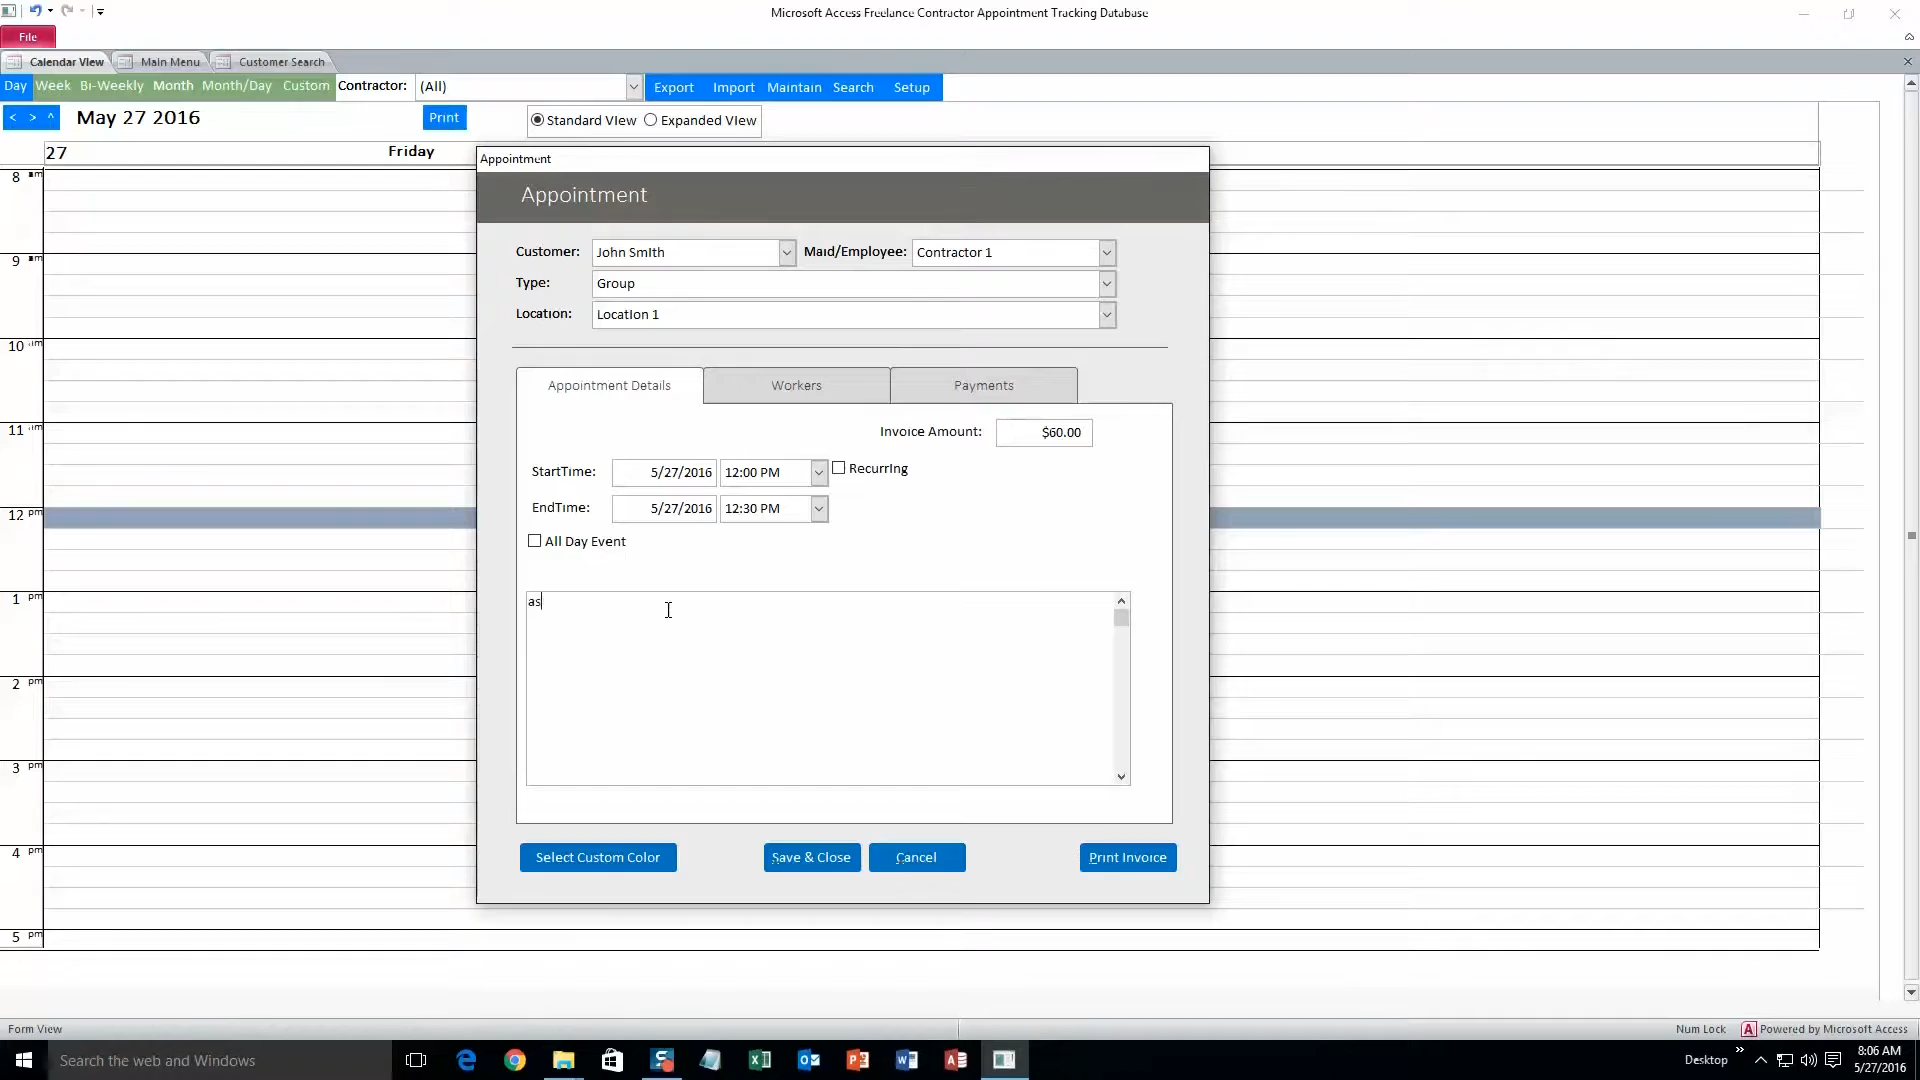 Microsoft Access Freelance Contractor Appointment Tracking Database
File
Calendar View Main Menu Customer Search
Day Week Bi-Weekly Month Month/Day Custom Contractor: (All) Export Import Maintain Search Setup
< > ^ May 27 2016 Print Standard View Expanded View
27 Friday
8 am
9 am
10 am
11 am
12 pm
1 pm
2 pm
3 pm
4 pm
5 pm
Appointment
Appointment
Customer: John Smith Maid/Employee: Contractor 1
Type: Group
Location: Location 1
Appointment Details Workers Payments
Invoice Amount: $60.00
StartTime: 5/27/2016 12:00 PM Recurring
EndTime: 5/27/2016 12:30 PM
All Day Event
as
Select Custom Color Save & Close Cancel Print Invoice
Form View Num Lock Powered by Microsoft Access
Search the web and Windows
Desktop
8:06 AM
5/27/2016